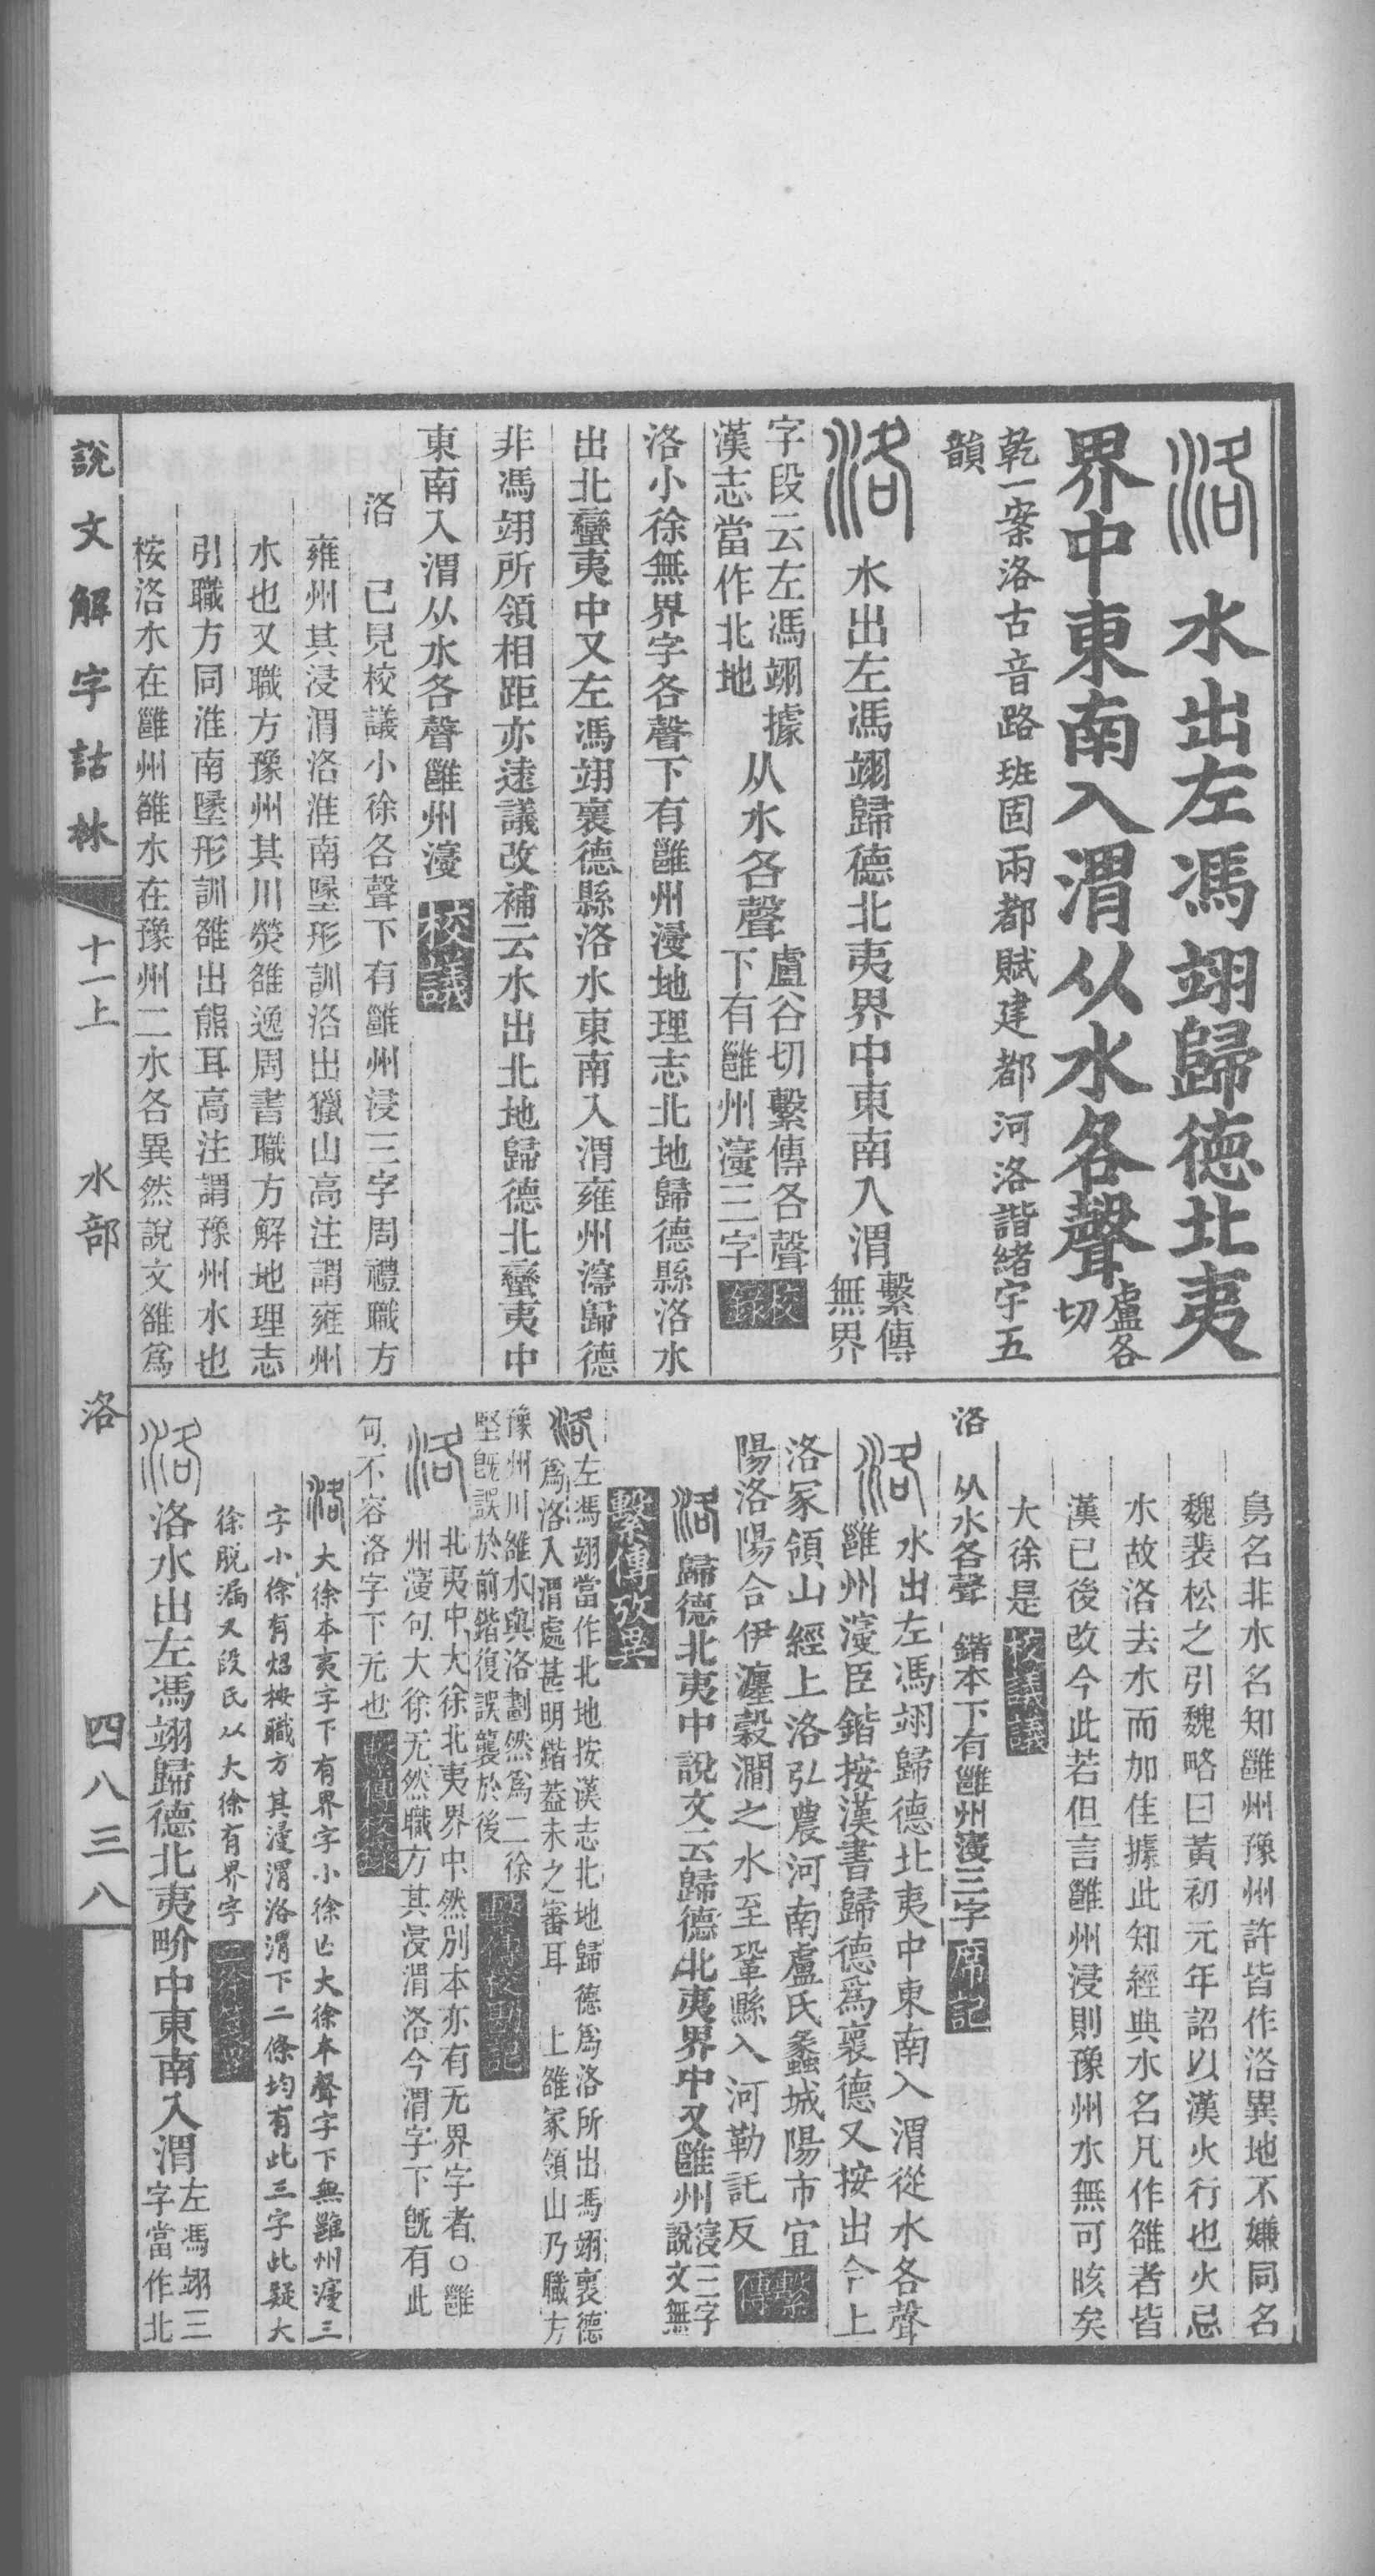 洛水出左馮翊歸德北夷
界中東南入渭从水各聲盧各切
乾一案洛古音路班固兩都賦建都河洛諧緒宇五
韻
洛水出左馮翊歸德北夷界中東南入渭繫傳無界
字段云左馮翊據漢志當作北地从水各聲盧谷切繫傳各聲下有雝州濅三字校錄
洛小徐無界字各聲下有雝州濅地理志北地歸德縣洛水
出北蠻夷中又左馮翊褱德縣洛水東南入渭雍州濅歸德
非馮翊所領相距亦遠議改補云水出北地歸德北蠻夷中
東南入渭从水各聲雝州濅校議
洛 已見校議小徐各聲下有雝州浸三字周禮職方
雍州其浸渭洛淮南墬形訓洛出獵山高注謂雍州
水也又職方豫州其川熒雒逸周書職方解地理志
引職方同淮南墬形訓雒出熊耳高注謂豫州水也
桉洛水在雝州雒水在豫州二水各異然說文雒爲
鳥名非水名知雝州豫州許皆作洛異地不嫌同名
魏裴松之引魏略曰黃初元年詔以漢火行也火忌
水故洛去水而加隹據此知經典水名凡作雒者皆
漢已後改今此若但言雝州浸則豫州水無可晐矣
大徐是校議議
洛 从水各聲 鍇本下有雝州濅三字席記
洛水出左馮翊歸德北夷中東南入渭從水各聲
雝州濅臣鍇按漢書歸德爲褱德又按出今上
洛冢領山經上洛弘農河南盧氏蠡城陽市宜
陽洛陽合伊瀍穀澗之水至鞏縣入河勒託反繫傳
洛歸德北夷中說文云歸德北夷界中又雝州濅三字說文無
繫傳攷異
洛左馮翊當作北地按漢志北地歸德爲洛所出馮翊褱德
爲洛入渭處甚明鍇葢未之審耳 上雒冢領山乃職方
豫州川雒水與洛劃然爲二徐
堅旣誤於前鍇復誤襲於後繫傳校勘記
洛北夷中大徐北夷界中然別本亦有无界字者○雝
州濅句大徐无然職方其浸渭洛今渭字下旣有此
句不容洛字下无也繫傳校錄
洛大徐本夷字下有界字小徐亡大徐本聲字下無雝州濅三
字小徐有炤按職方其浸渭洛渭下二條均有此三字此疑大
徐脫漏又段氏以大徐有界字二徐箋異
洛洛水出左馮翊歸德北夷畍中東南入渭左馮翊三字當作北
說文解字詁林 十一上 水部 洛 四八三八